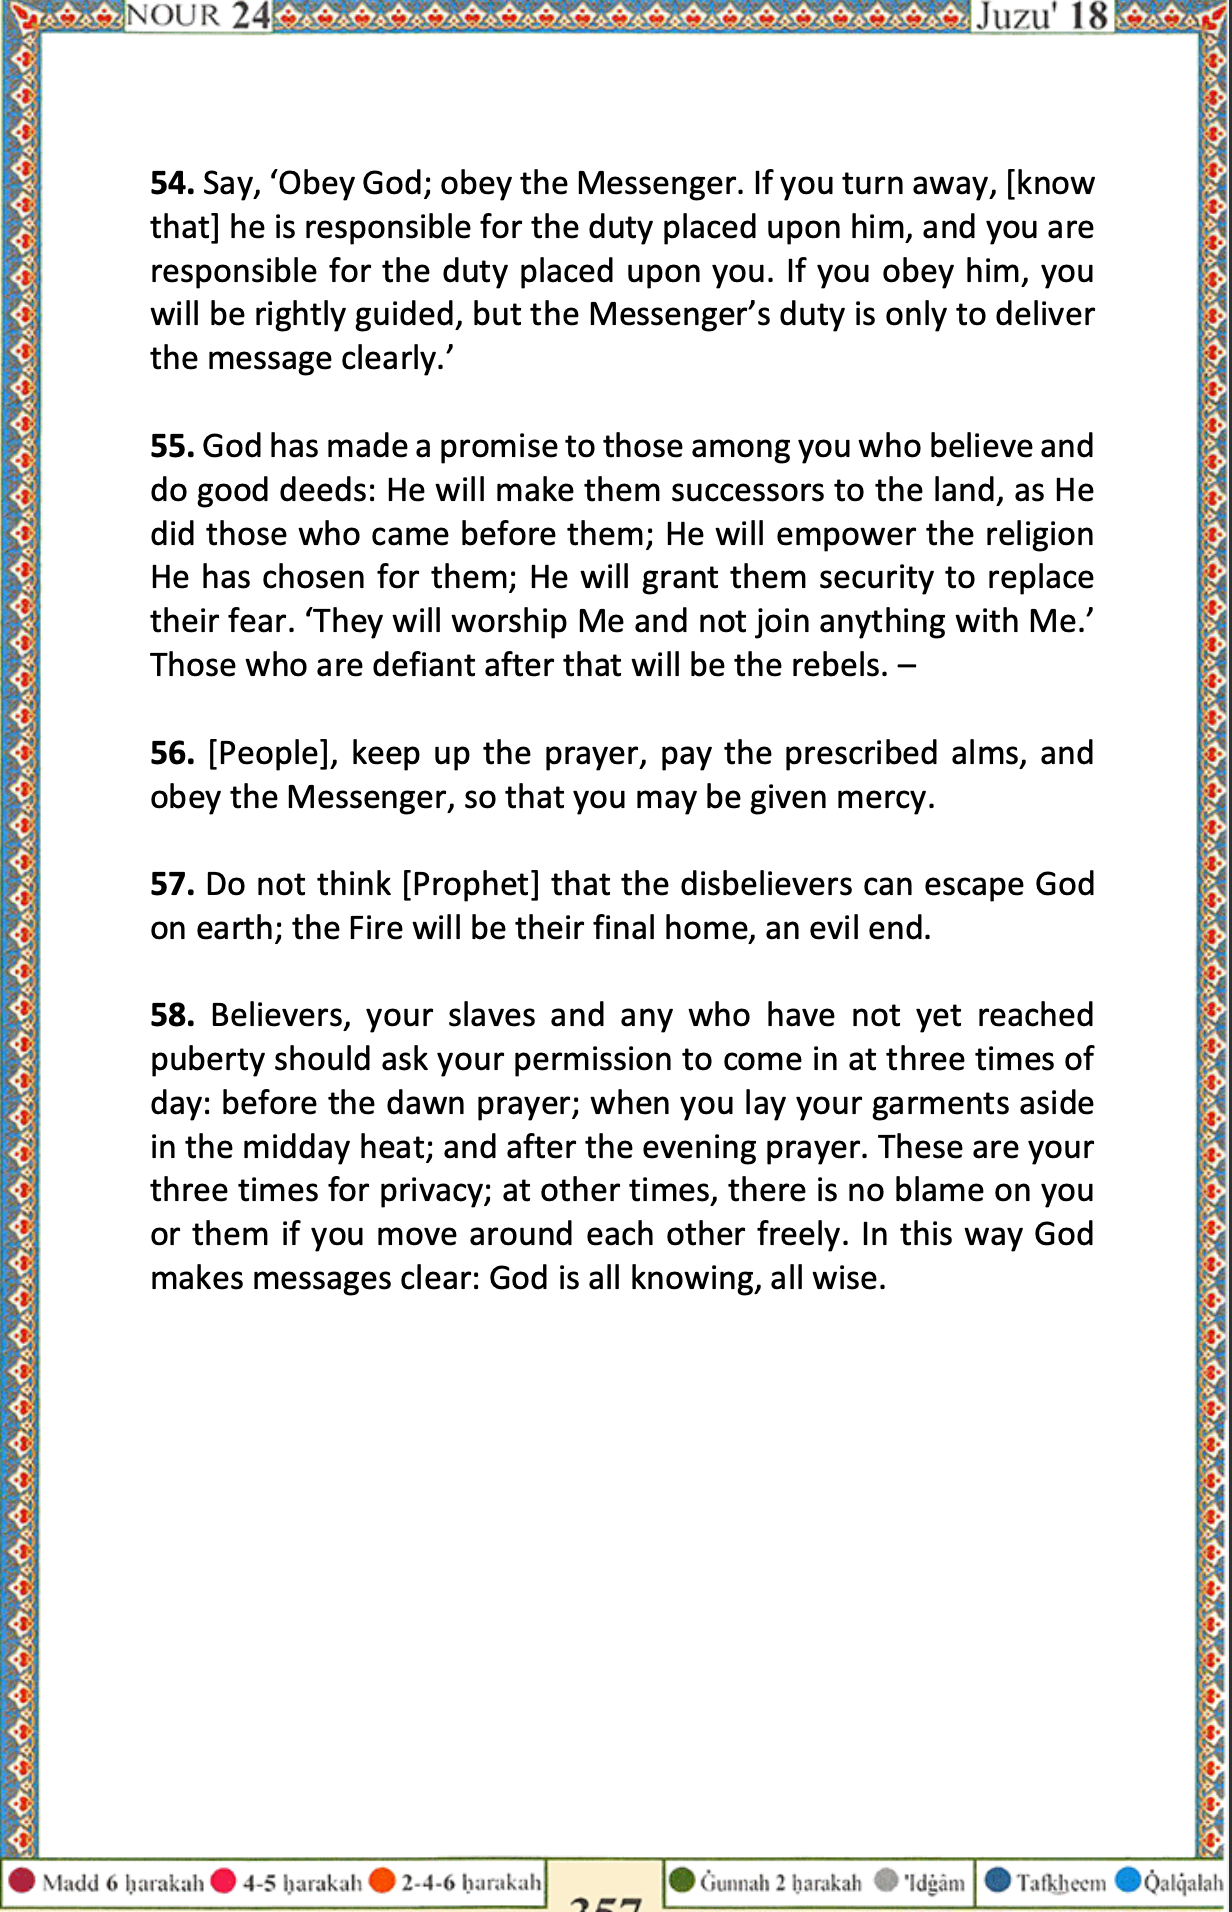 NOUR 24
Juzu' 18
54. Say, ‘Obey God; obey the Messenger. If you turn away, [know
that] he is responsible for the duty placed upon him, and you are
responsible for the duty placed upon you. If you obey him, you
will be rightly guided, but the Messenger’s duty is only to deliver
the message clearly.’
55. God has made a promise to those among you who believe and
do good deeds: He will make them successors to the land, as He
did those who came before them; He will empower the religion
He has chosen for them; He will grant them security to replace
their fear. ‘They will worship Me and not join anything with Me.’
Those who are defiant after that will be the rebels. –
56. [People], keep up the prayer, pay the prescribed alms, and
obey the Messenger, so that you may be given mercy.
57. Do not think [Prophet] that the disbelievers can escape God
on earth; the Fire will be their final home, an evil end.
58. Believers, your slaves and any who have not yet reached
puberty should ask your permission to come in at three times of
day: before the dawn prayer; when you lay your garments aside
in the midday heat; and after the evening prayer. These are your
three times for privacy; at other times, there is no blame on you
or them if you move around each other freely. In this way God
makes messages clear: God is all knowing, all wise.
Madd 6 ḥarakah 4-5 ḥarakah 2-4-6 ḥarakah
357
Ġunnah 2 ḥarakah 'Idġâm Tafkheem Q̇alq̇alah